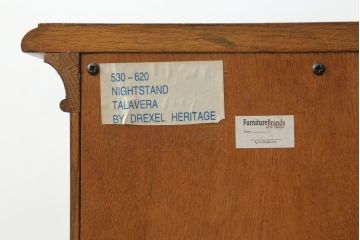 530-620
NIGHTSTAND
TALAVERA
BY DREXEL HERITAGE
FurnitureBrands